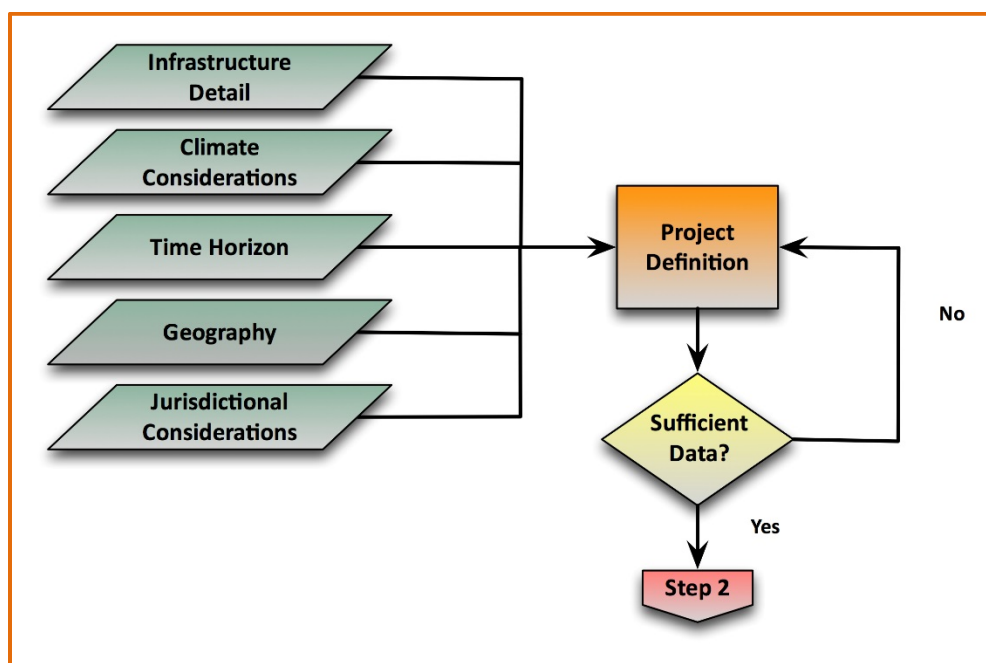 Infrastructure
Detail
Climate
Considerations
Time Horizon
Geography
Jurisdictional
Considerations
Project
Definition
No
Sufficient
Data?
Yes
Step 2